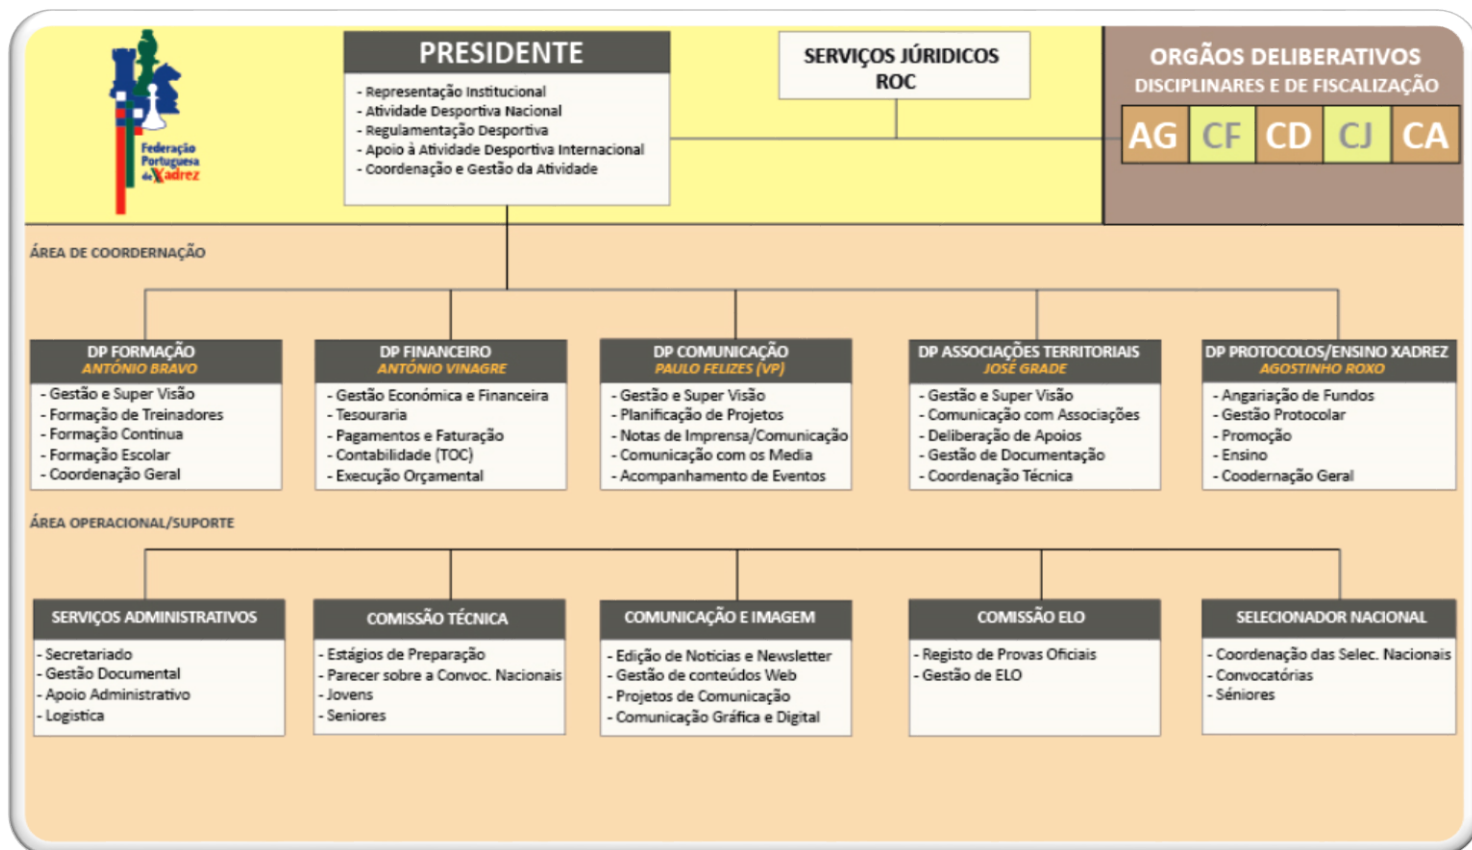 Federação
Portuguesa
de Xadrez
PRESIDENTE
- Representação Institucional
- Atividade Desportiva Nacional
- Regulamentação Desportiva
- Apoio à Atividade Desportiva Internacional
- Coordenação e Gestão da Atividade
SERVIÇOS JÚRIDICOS
ROC
ORGÃOS DELIBERATIVOS
DISCIPLINARES E DE FISCALIZAÇÃO
AG CF CD CJ CA
ÁREA DE COORDERNAÇÃO
DP FORMAÇÃO
ANTÓNIO BRAVO
- Gestão e Super Visão
- Formação de Treinadores
- Formação Contínua
- Formação Escolar
- Coordenação Geral
DP FINANCEIRO
ANTÓNIO VINAGRE
- Gestão Económica e Financeira
- Tesouraria
- Pagamentos e Faturação
- Contabilidade (TOC)
- Execução Orçamental
DP COMUNICAÇÃO
PAULO FELIZES (VP)
- Gestão e Super Visão
- Planificação de Projetos
- Notas de Imprensa/Comunicação
- Comunicação com os Media
- Acompanhamento de Eventos
DP ASSOCIAÇÕES TERRITORIAIS
JOSÉ GRADE
- Gestão e Super Visão
- Comunicação com Associações
- Deliberação de Apoios
- Gestão de Documentação
- Coordenação Técnica
DP PROTOCOLOS/ENSINO XADREZ
AGOSTINHO ROXO
- Angariação de Fundos
- Gestão Protocolar
- Promoção
- Ensino
- Coodernação Geral
ÁREA OPERACIONAL/SUPORTE
SERVIÇOS ADMINISTRATIVOS
- Secretariado
- Gestão Documental
- Apoio Administrativo
- Logistica
COMISSÃO TÉCNICA
- Estágios de Preparação
- Parecer sobre a Convoc. Nacionais
- Jovens
- Seniores
COMUNICAÇÃO E IMAGEM
- Edição de Noticias e Newsletter
- Gestão de conteúdos Web
- Projetos de Comunicação
- Comunicação Gráfica e Digital
COMISSÃO ELO
- Registo de Provas Oficiais
- Gestão de ELO
SELECIONADOR NACIONAL
- Coordenação das Selec. Nacionais
- Convocatórias
- Séniores